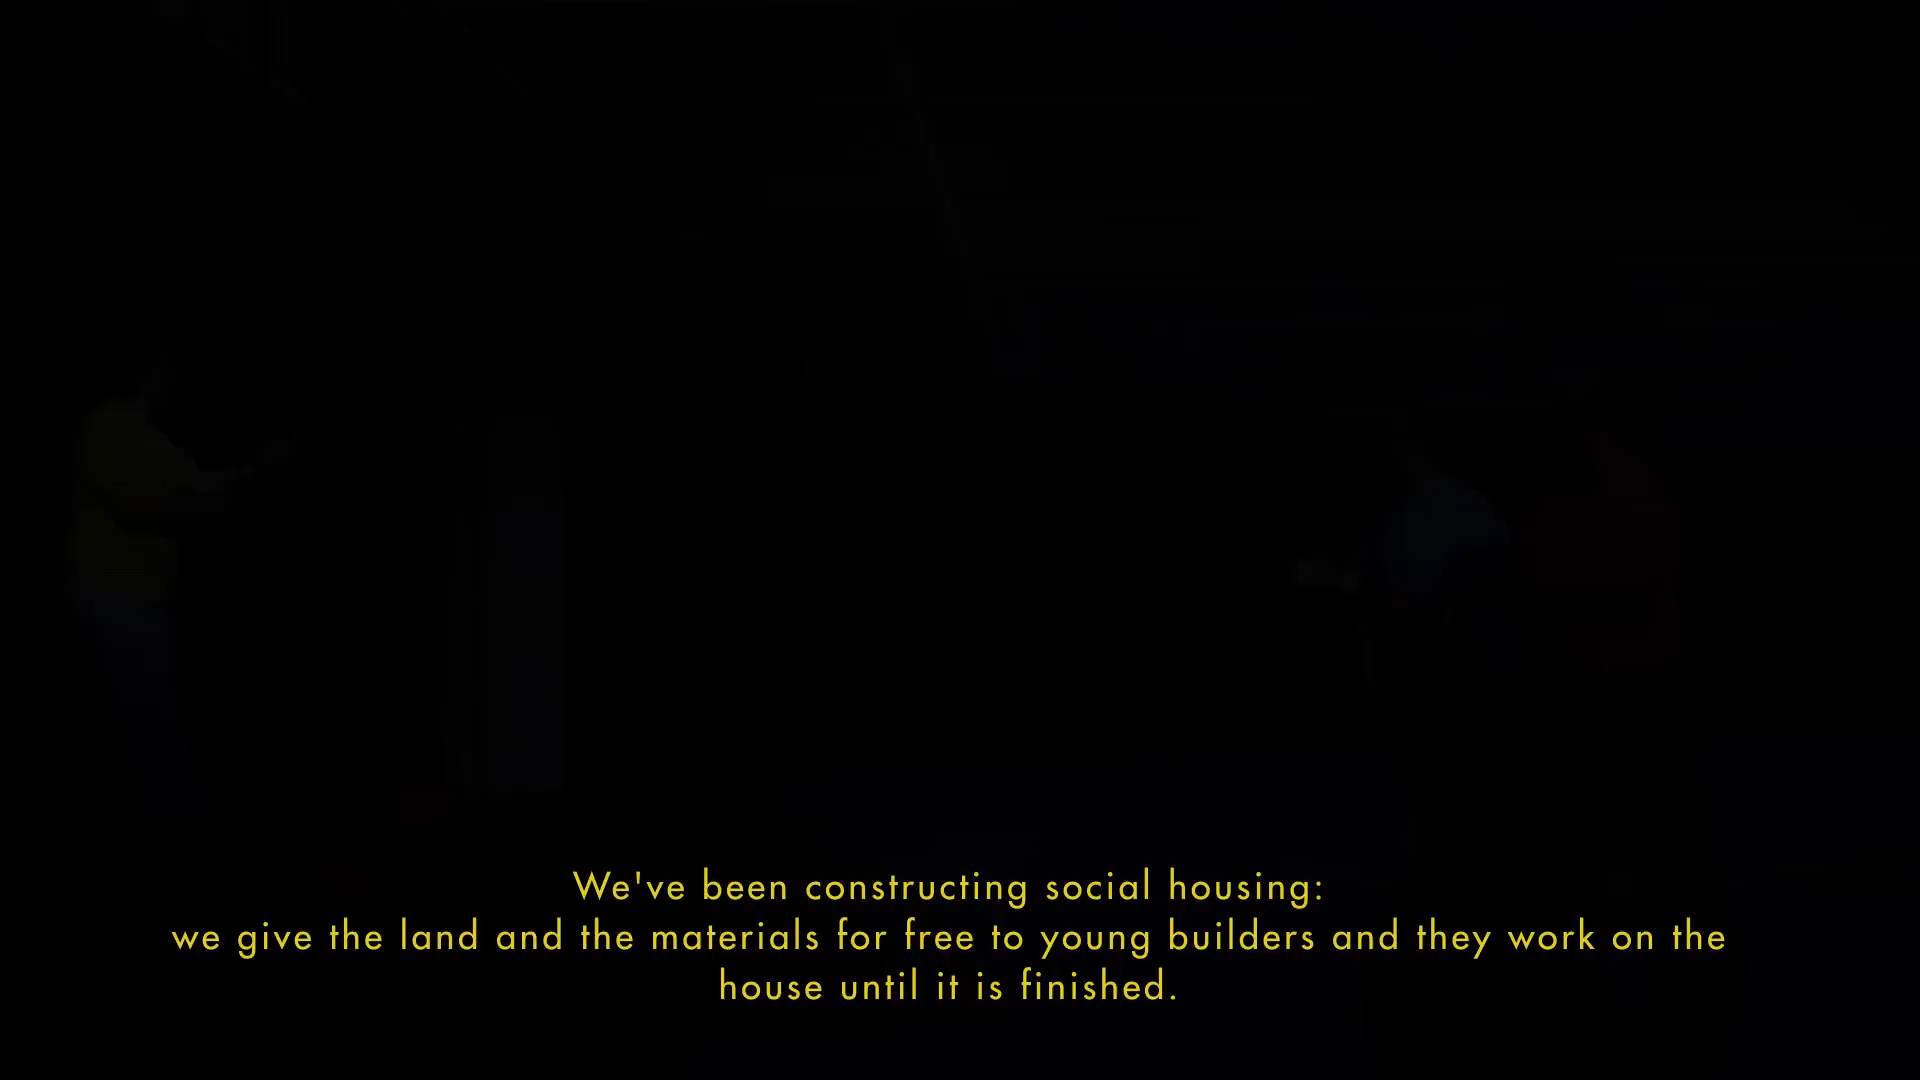 We've been constructing social housing:
we give the land and the materials for free to young builders and they work on the
house until it is finished.